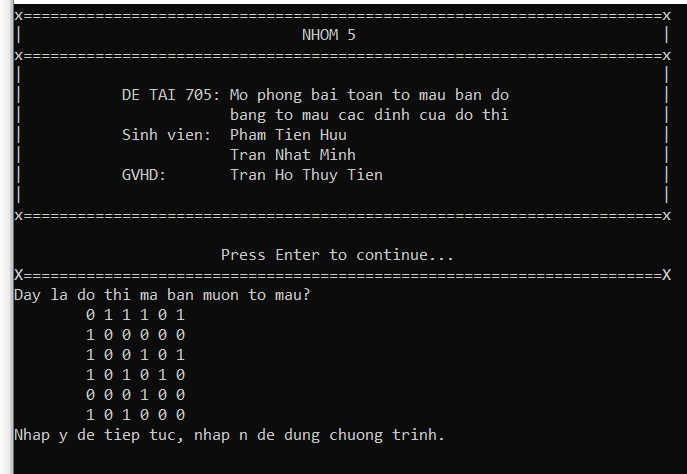 x=======================================================================x
| NHOM 5 |
x=======================================================================x
| |
| DE TAI 705: Mo phong bai toan to mau ban do |
| bang to mau cac dinh cua do thi |
| Sinh vien: Pham Tien Huu |
| Tran Nhat Minh |
| GVHD: Tran Ho Thuy Tien |
| |
x=======================================================================x
Press Enter to continue...
X=======================================================================X
Day la do thi ma ban muon to mau?
0 1 1 1 0 1
1 0 0 0 0 0
1 0 0 1 0 1
1 0 1 0 1 0
0 0 0 1 0 0
1 0 1 0 0 0
Nhap y de tiep tuc, nhap n de dung chuong trinh.